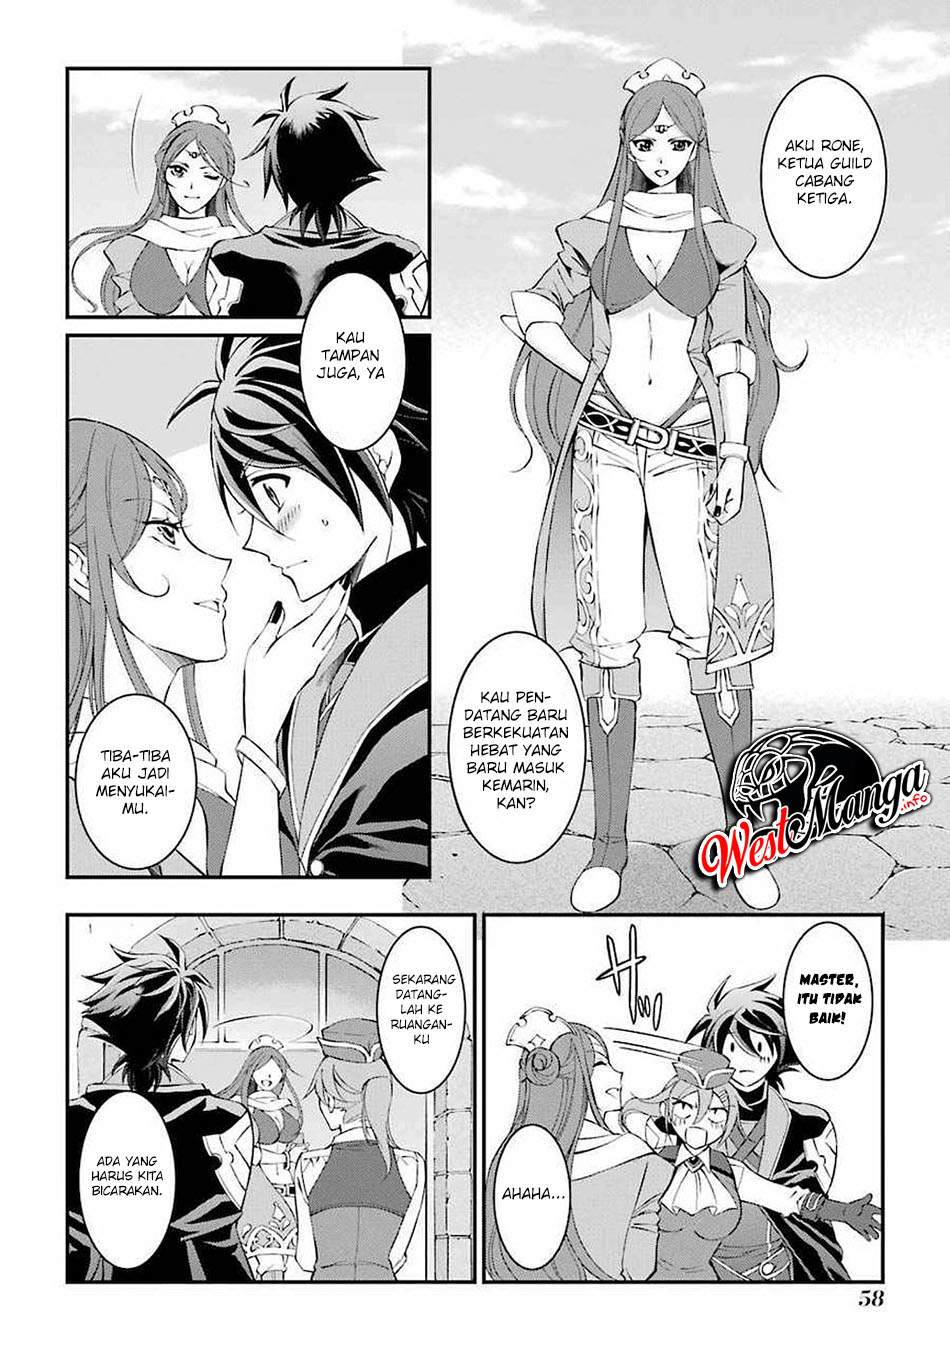 AKU RONE,
KETUA GUILD
CABANG
KETIGA.
KAU PEN-
DATANG BARU
BERKEKUATAN
HEBAT YANG
BARU MASUK
KEMARIN,
KAN?
WestManga
.info
KAU
TAMPAN
JUGA, YA
TIBA-TIBA
AKU JADI
MENYUKAI-
MU.
MASTER,
ITU TIDAK
BAIK!
AHAHA...
SEKARANG
DATANG-
LAH KE
RUANGAN-
KU
ADA YANG
HARUS KITA
BICARAKAN.
58